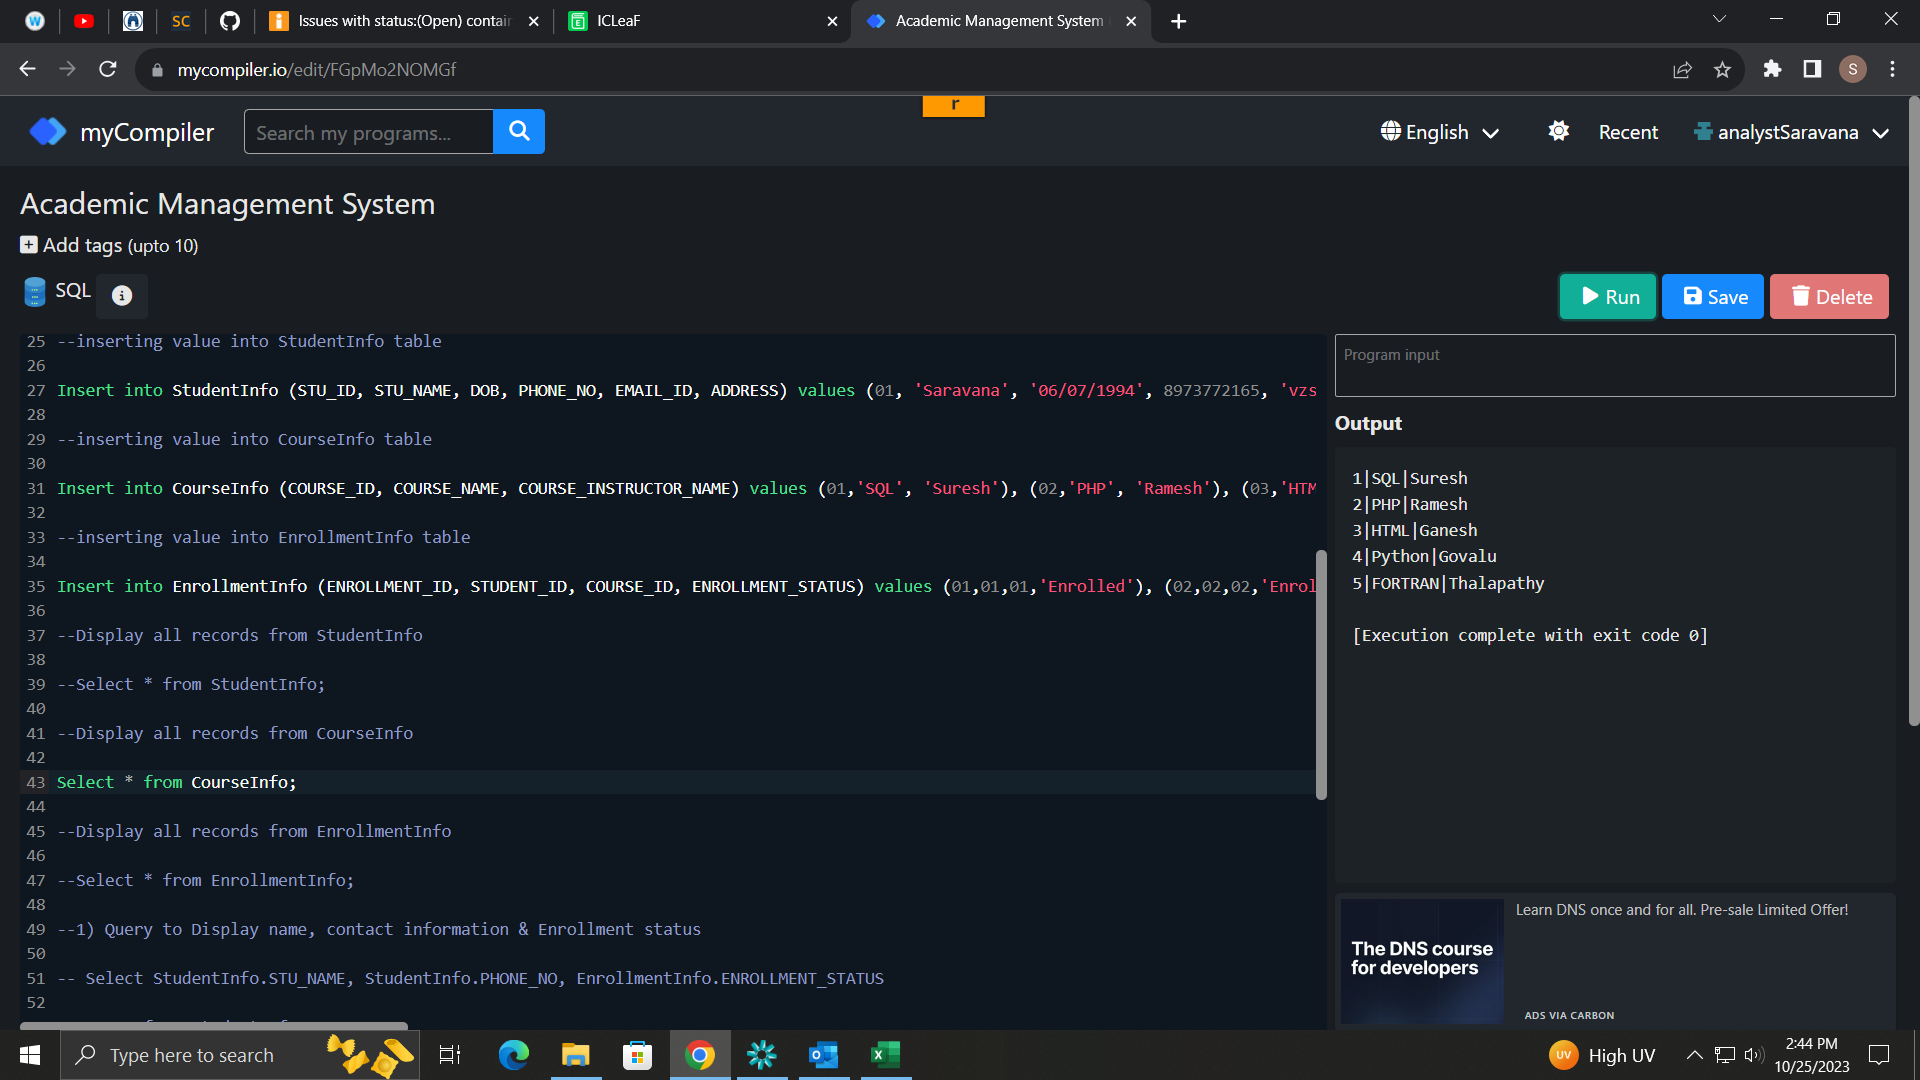 W
SC
Issues with status:(Open) contain
ICLeaF
Academic Management System
mycompiler.io/edit/FGpMo2NOMGf
S
r
myCompiler
Search my programs...
English
Recent
analystSaravana
Academic Management System
Add tags (upto 10)
SQL
Run
Save
Delete
25 --inserting value into StudentInfo table
26
27 Insert into StudentInfo (STU_ID, STU_NAME, DOB, PHONE_NO, EMAIL_ID, ADDRESS) values (01, 'Saravana', '06/07/1994', 8973772165, 'vzs
28
29 --inserting value into CourseInfo table
30
31 Insert into CourseInfo (COURSE_ID, COURSE_NAME, COURSE_INSTRUCTOR_NAME) values (01,'SQL', 'Suresh'), (02,'PHP', 'Ramesh'), (03,'HTM
32
33 --inserting value into EnrollmentInfo table
34
35 Insert into EnrollmentInfo (ENROLLMENT_ID, STUDENT_ID, COURSE_ID, ENROLLMENT_STATUS) values (01,01,01,'Enrolled'), (02,02,02,'Enrol
36
37 --Display all records from StudentInfo
38
39 --Select * from StudentInfo;
40
41 --Display all records from CourseInfo
42
43 Select * from CourseInfo;
44
45 --Display all records from EnrollmentInfo
46
47 --Select * from EnrollmentInfo;
48
49 --1) Query to Display name, contact information & Enrollment status
50
51 -- Select StudentInfo.STU_NAME, StudentInfo.PHONE_NO, EnrollmentInfo.ENROLLMENT_STATUS
52
Program input
Output
1|SQL|Suresh
2|PHP|Ramesh
3|HTML|Ganesh
4|Python|Govalu
5|FORTRAN|Thalapathy
[Execution complete with exit code 0]
The DNS course
for developers
Learn DNS once and for all. Pre-sale Limited Offer!
ADS VIA CARBON
Type here to search
UV
High UV
2:44 PM
10/25/2023